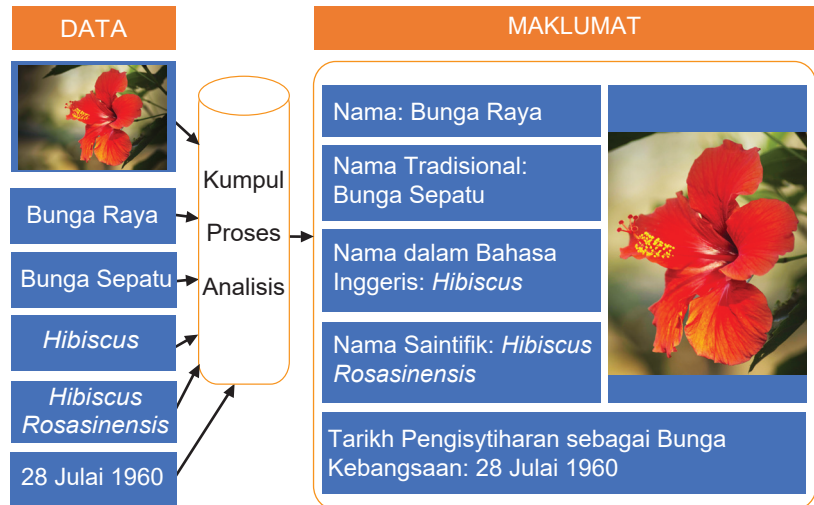 DATA
Bunga Raya
Bunga Sepatu
Hibiscus
Hibiscus
Rosasinensis
28 Julai 1960
Kumpul
Proses
Analisis
MAKLUMAT
Nama: Bunga Raya
Nama Tradisional:
Bunga Sepatu
Nama dalam Bahasa
Inggeris: Hibiscus
Nama Saintifik: Hibiscus
Rosasinensis
Tarikh Pengisytiharan sebagai Bunga
Kebangsaan: 28 Julai 1960